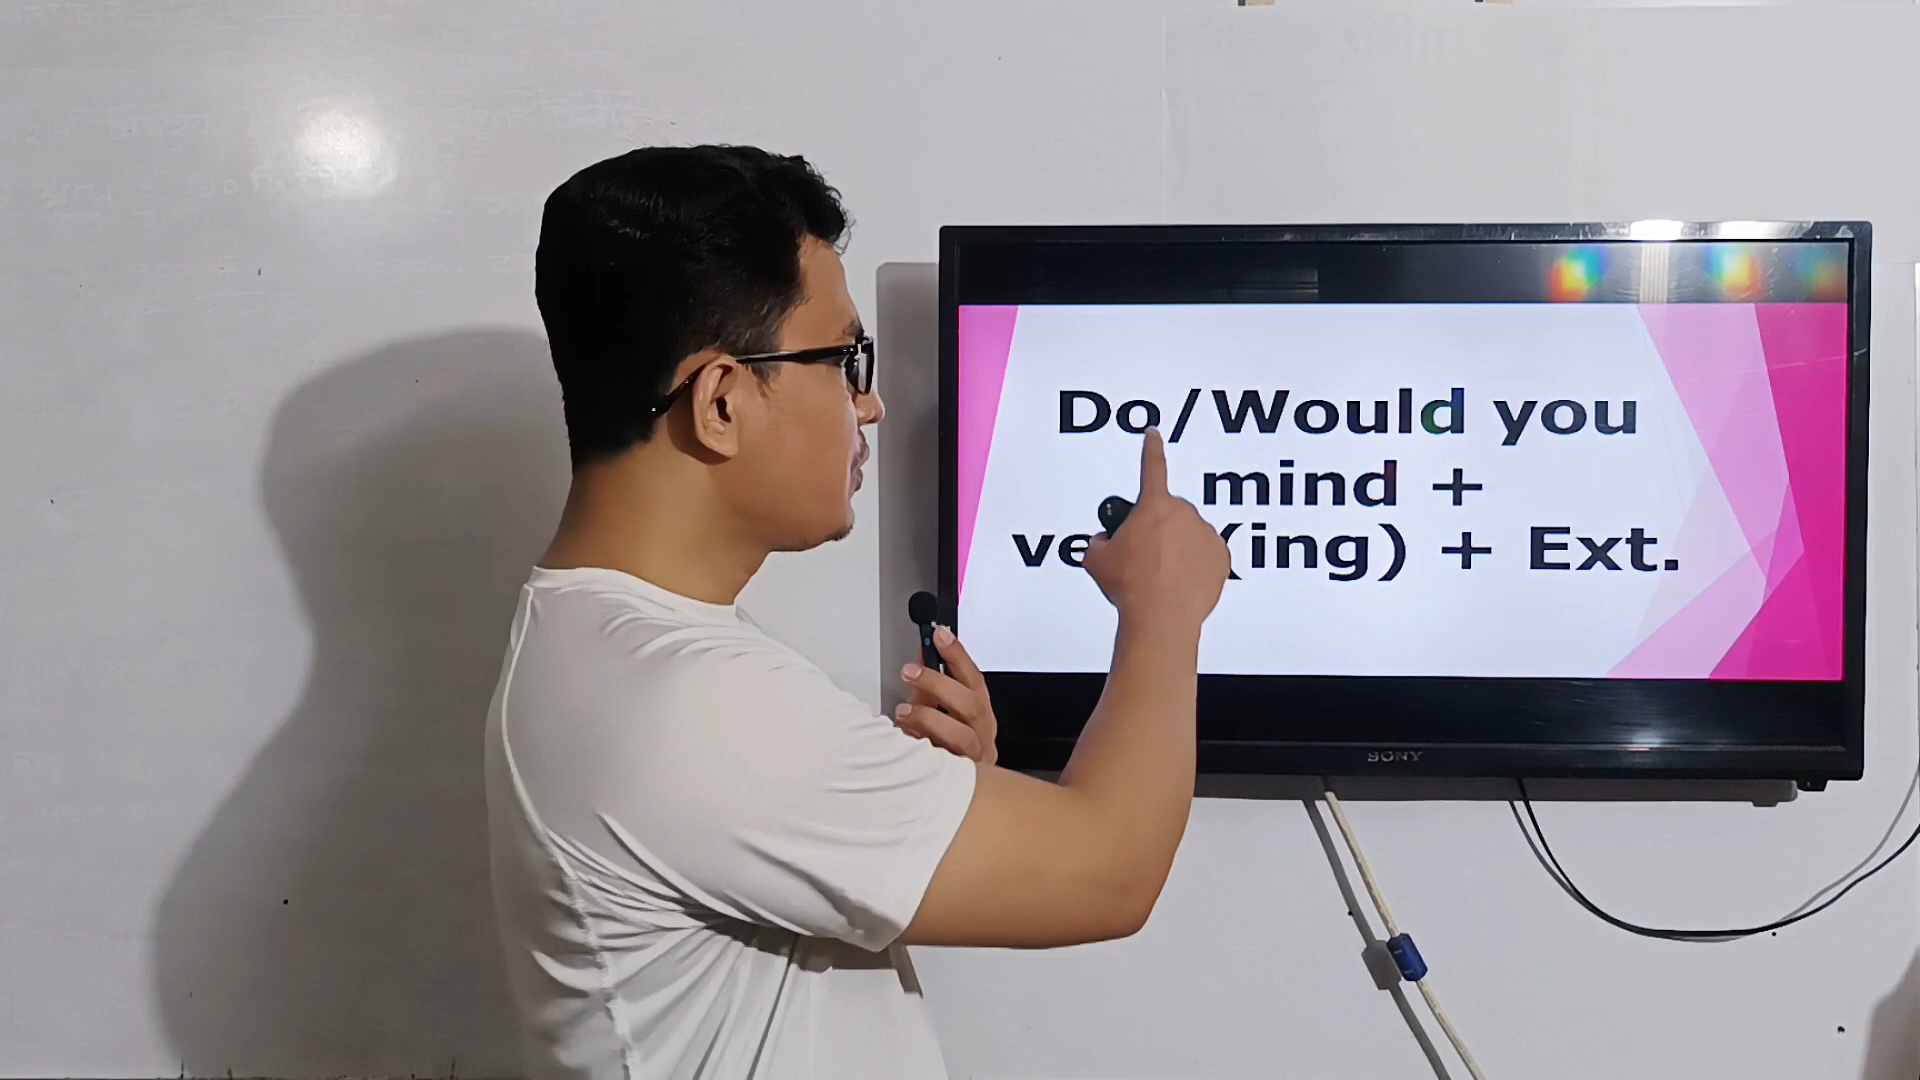 Do/Would you
mind +
(ing) + Ext.
SONY